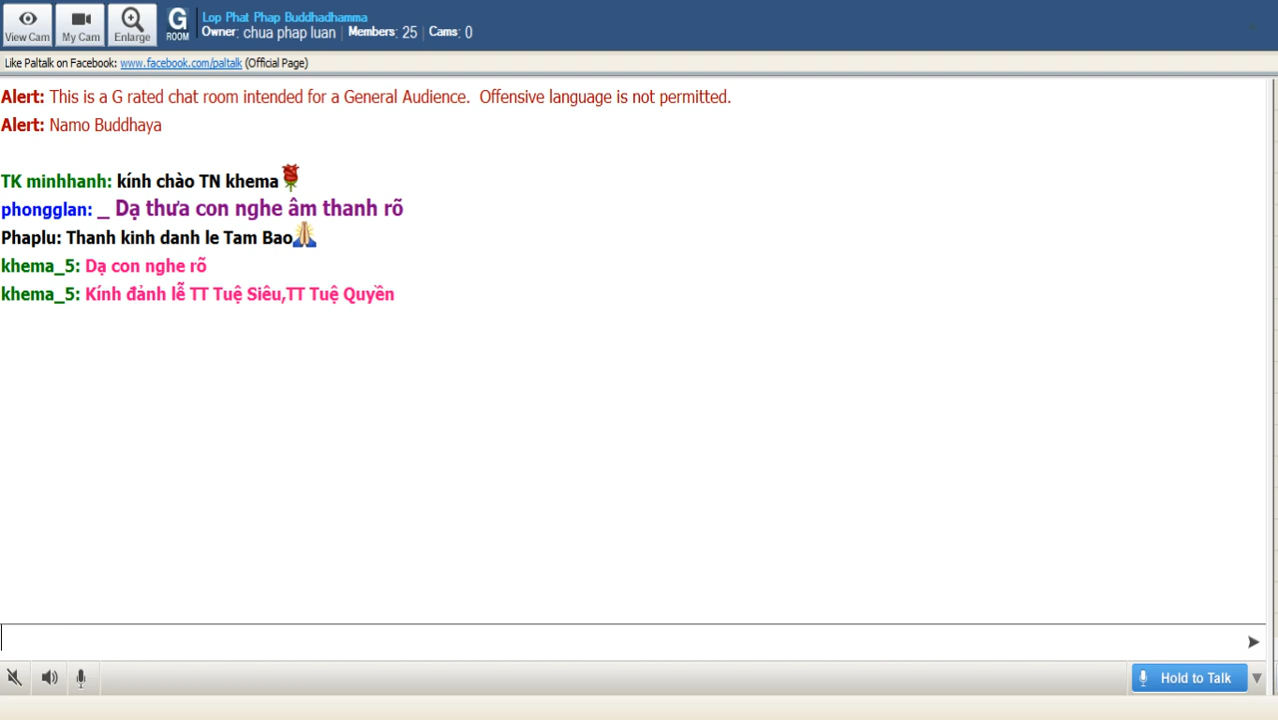 View Cam
My Cam
Enlarge
G
ROOM
Lop Phat Phap Buddhadhamma
Owner: chua phap luan | Members: 25 | Cams: 0
Like Paltalk on Facebook: www.facebook.com/paltalk (Official Page)
Alert: This is a G rated chat room intended for a General Audience. Offensive language is not permitted.
Alert: Namo Buddhaya
TK minhhanh: kính chào TN khema
phongglan: _ Dạ thưa con nghe âm thanh rõ
Phaplu: Thanh kinh danh le Tam Bao
khema_5: Dạ con nghe rõ
khema_5: Kính đảnh lễ TT Tuệ Siêu,TT Tuệ Quyền
Hold to Talk